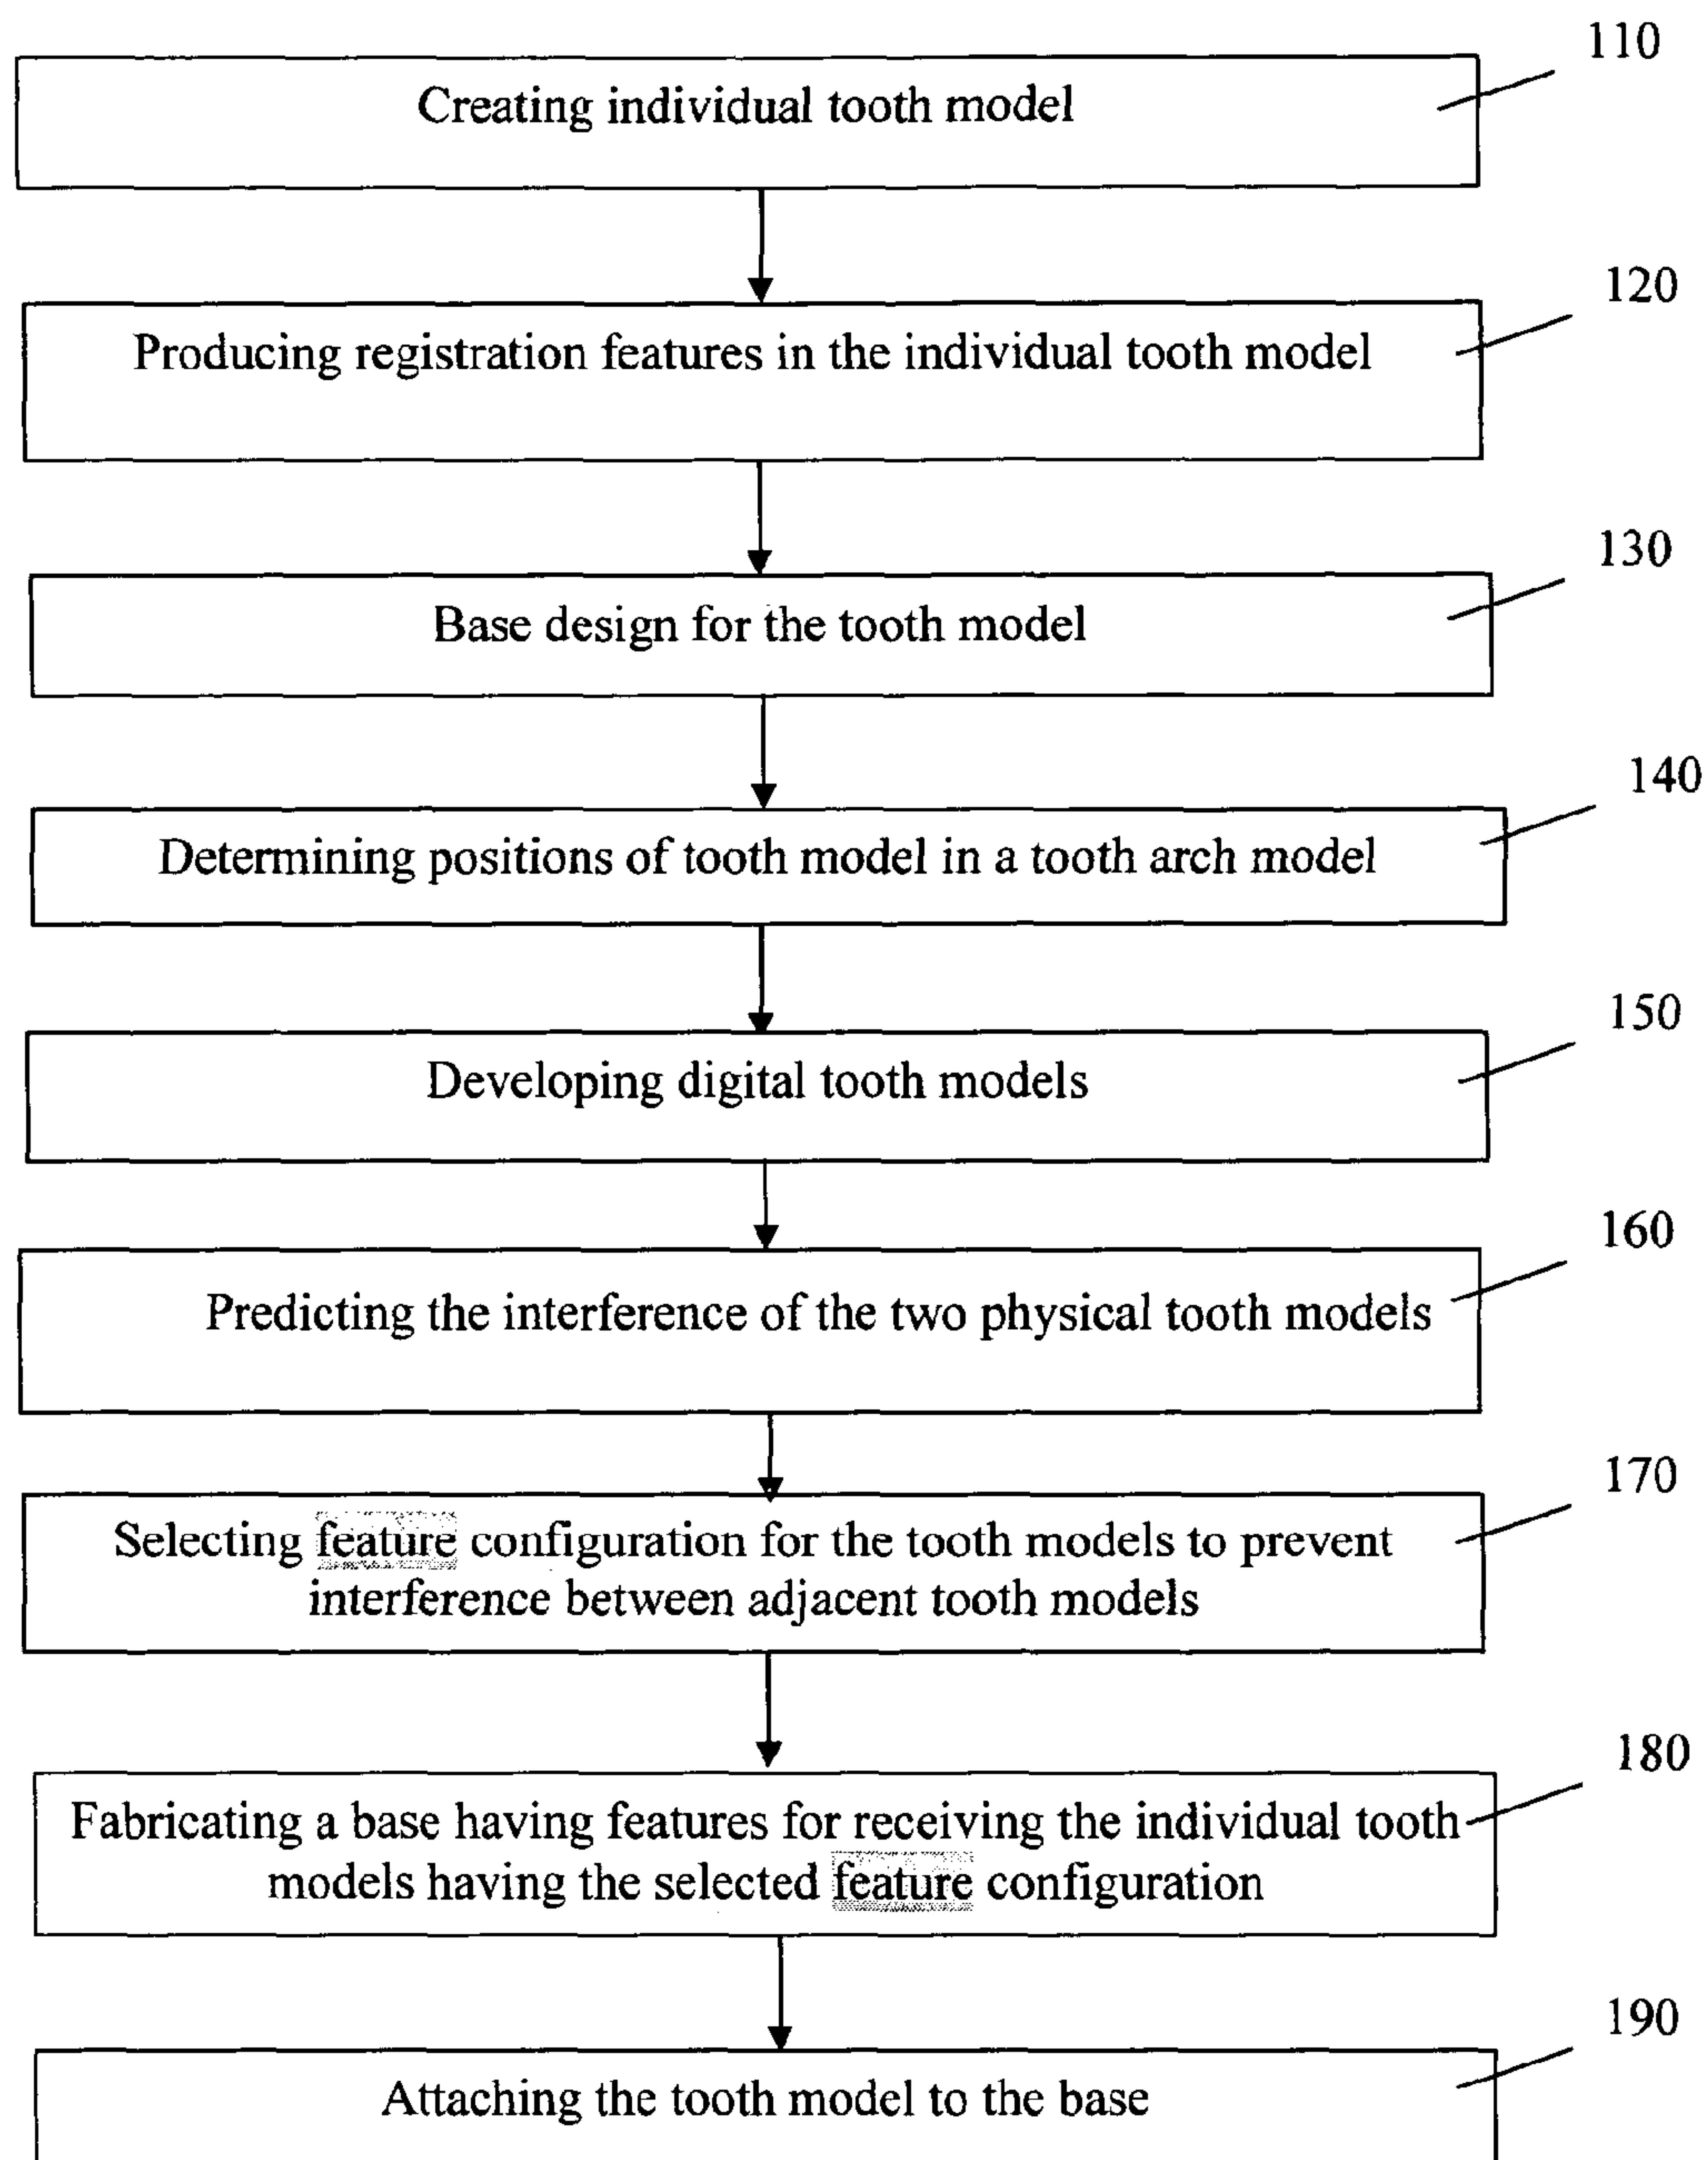 110
Creating individual tooth model
120
Producing registration features in the individual tooth model
130
Base design for the tooth model
140
Determining positions of tooth model in a tooth arch model
150
Developing digital tooth models
160
Predicting the interference of the two physical tooth models
170
Selecting feature configuration for the tooth models to prevent
interference between adjacent tooth models
180
Fabricating a base having features for receiving the individual tooth
models having the selected feature configuration
190
Attaching the tooth model to the base